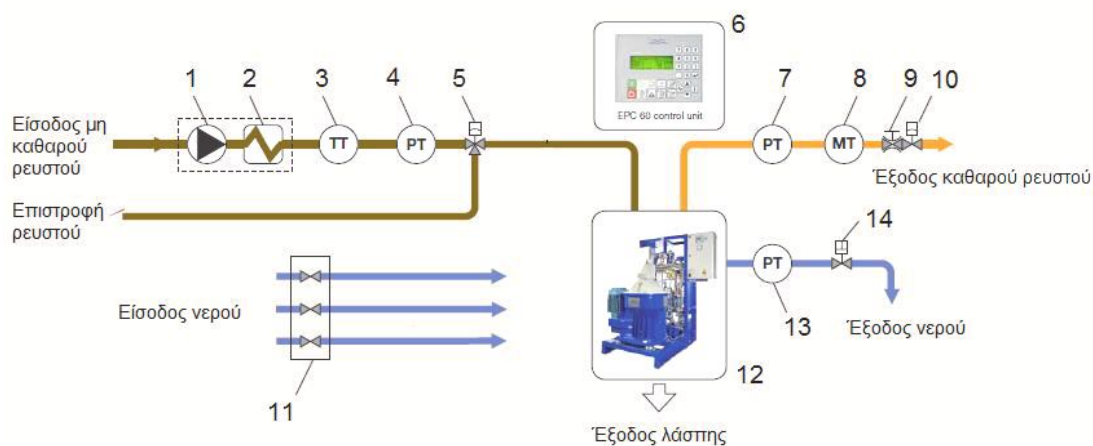 6
EPC 60 control unit
1
2
3
4
5
7
8
9
10
Είσοδος μη
καθαρού
ρευστού
TT
PT
PT
MT
Έξοδος καθαρού ρευστού
Επιστροφή
ρευστού
14
PT
Είσοδος νερού
13
Έξοδος νερού
12
11
Έξοδος λάσπης